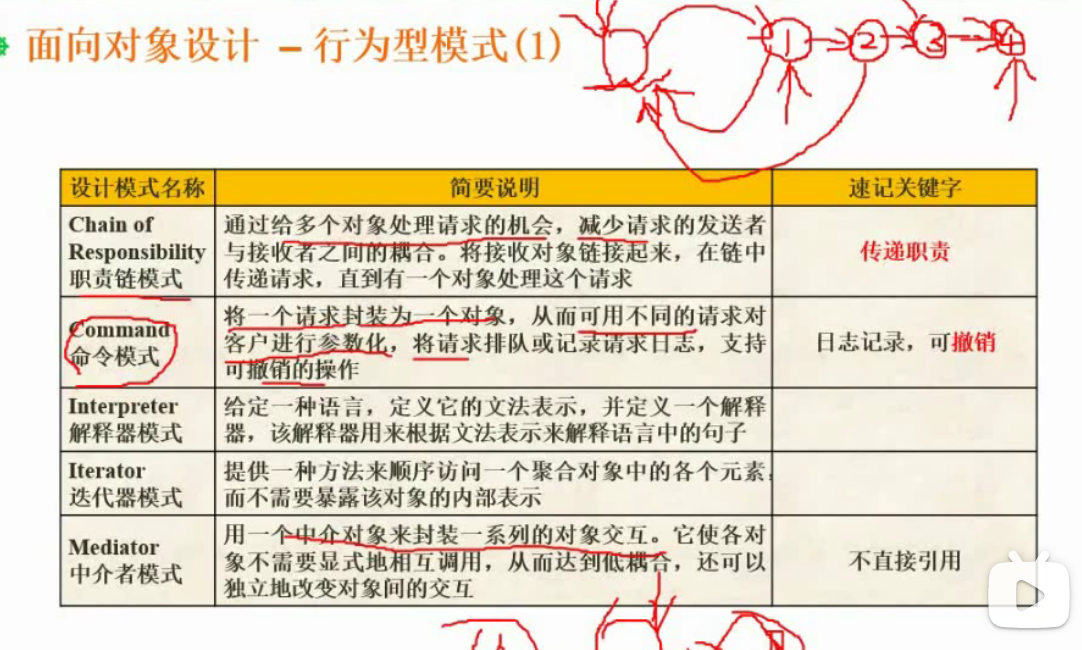 面向对象设计 – 行为型模式(1)
1 2 3 4
设计模式名称 简要说明 速记关键字
Chain of
Responsibility
职责链模式
通过给多个对象处理请求的机会，减少请求的发送者
与接收者之间的耦合。将接收对象链接起来，在链中
传递请求，直到有一个对象处理这个请求
传递职责
Command
命令模式
将一个请求封装为一个对象，从而可用不同的请求对
客户进行参数化，将请求排队或记录请求日志，支持
可撤销的操作
日志记录，可撤销
Interpreter
解释器模式
给定一种语言，定义它的文法表示，并定义一个解释
器，该解释器用来根据文法表示来解释语言中的句子
Iterator
迭代器模式
提供一种方法来顺序访问一个聚合对象中的各个元素，
而不需要暴露该对象的内部表示
Mediator
中介者模式
用一个中介对象来封装一系列的对象交互。它使各对
象不需要显式地相互调用，从而达到低耦合，还可以
独立地改变对象间的交互
不直接引用